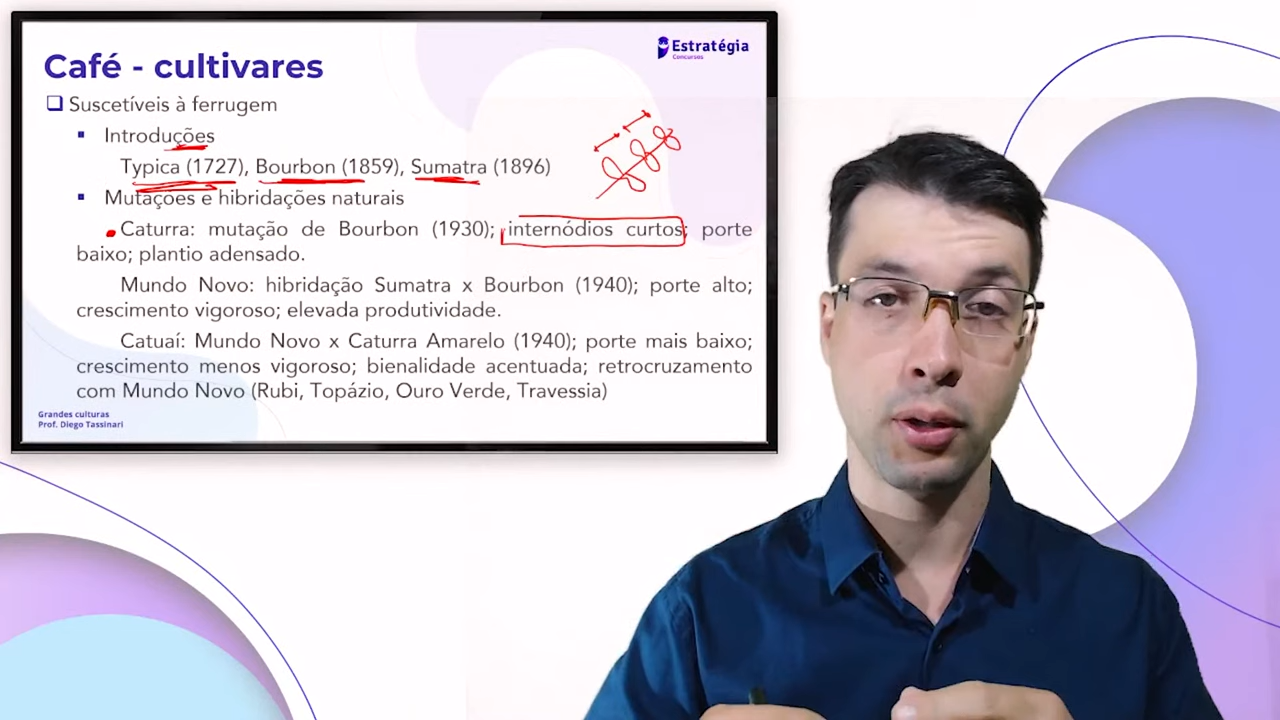 Estratégia
Concursos
Café - cultivares
Suscetíveis à ferrugem
Introduções
Typica (1727), Bourbon (1859), Sumatra (1896)
Mutações e hibridações naturais
Caturra: mutação de Bourbon (1930); internódios curtos; porte
baixo; plantio adensado.
Mundo Novo: hibridação Sumatra x Bourbon (1940); porte alto;
crescimento vigoroso; elevada produtividade.
Catuaí: Mundo Novo x Caturra Amarelo (1940); porte mais baixo;
crescimento menos vigoroso; bienalidade acentuada; retrocruzamento
com Mundo Novo (Rubi, Topázio, Ouro Verde, Travessia)
Grandes culturas
Prof. Diego Tassinari